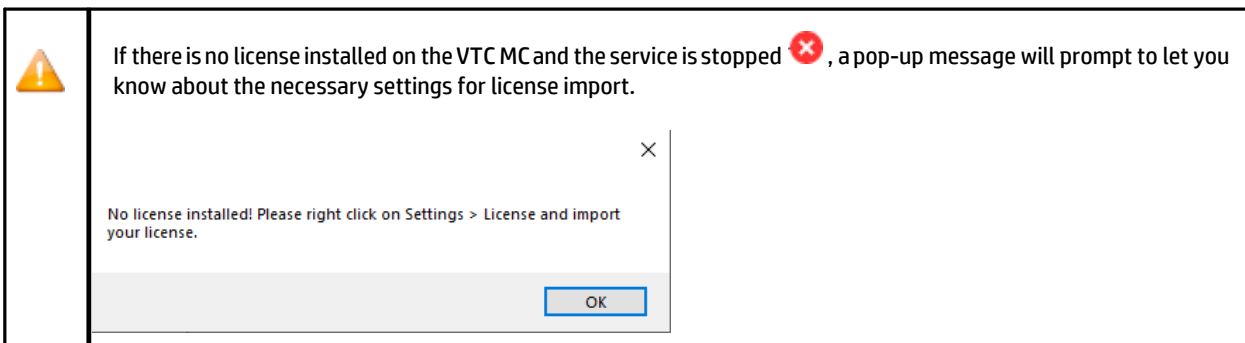 If there is no license installed on the VTC MC and the service is stopped , a pop-up message will prompt to let you
know about the necessary settings for license import.
No license installed! Please right click on Settings > License and import
your license.
OK